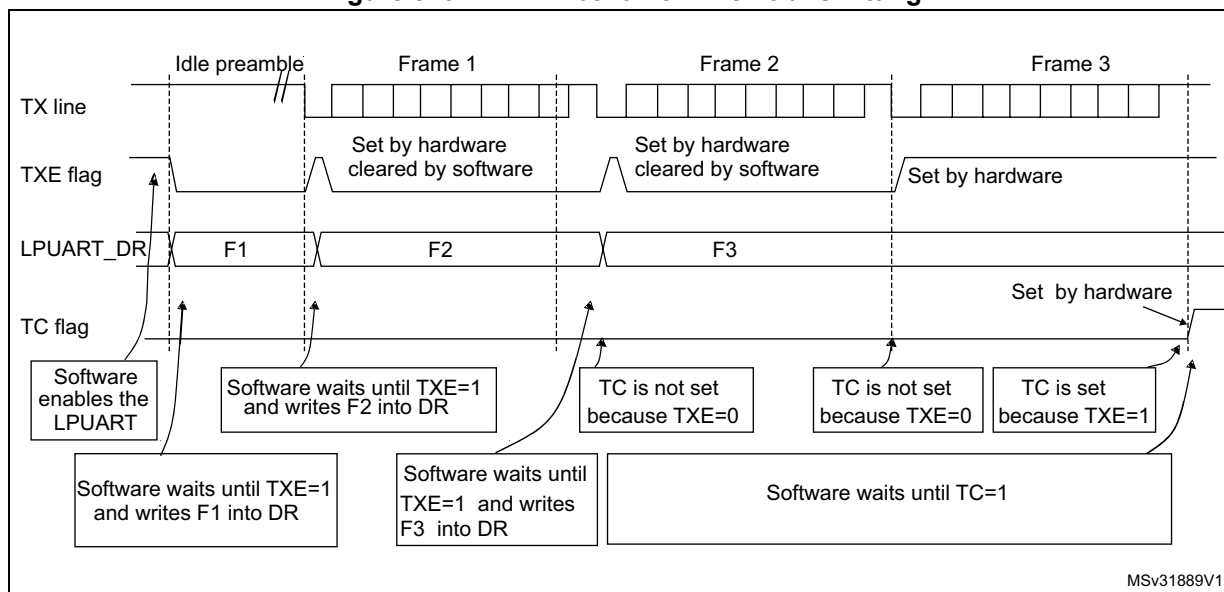 Idle preamble Frame 1 Frame 2 Frame 3
TX line
Set by hardware
cleared by software
Set by hardware
cleared by software
TXE flag
Set by hardware
LPUART_DR F1 F2 F3
Set by hardware
TC flag
Software
enables the
LPUART
Software waits until TXE=1
and writes F2 into DR
TC is not set
because TXE=0
TC is not set
because TXE=0
TC is set
because TXE=1
Software waits until TXE=1
and writes F1 into DR
Software waits until
TXE=1 and writes
F3 into DR
Software waits until TC=1
MSv31889V1